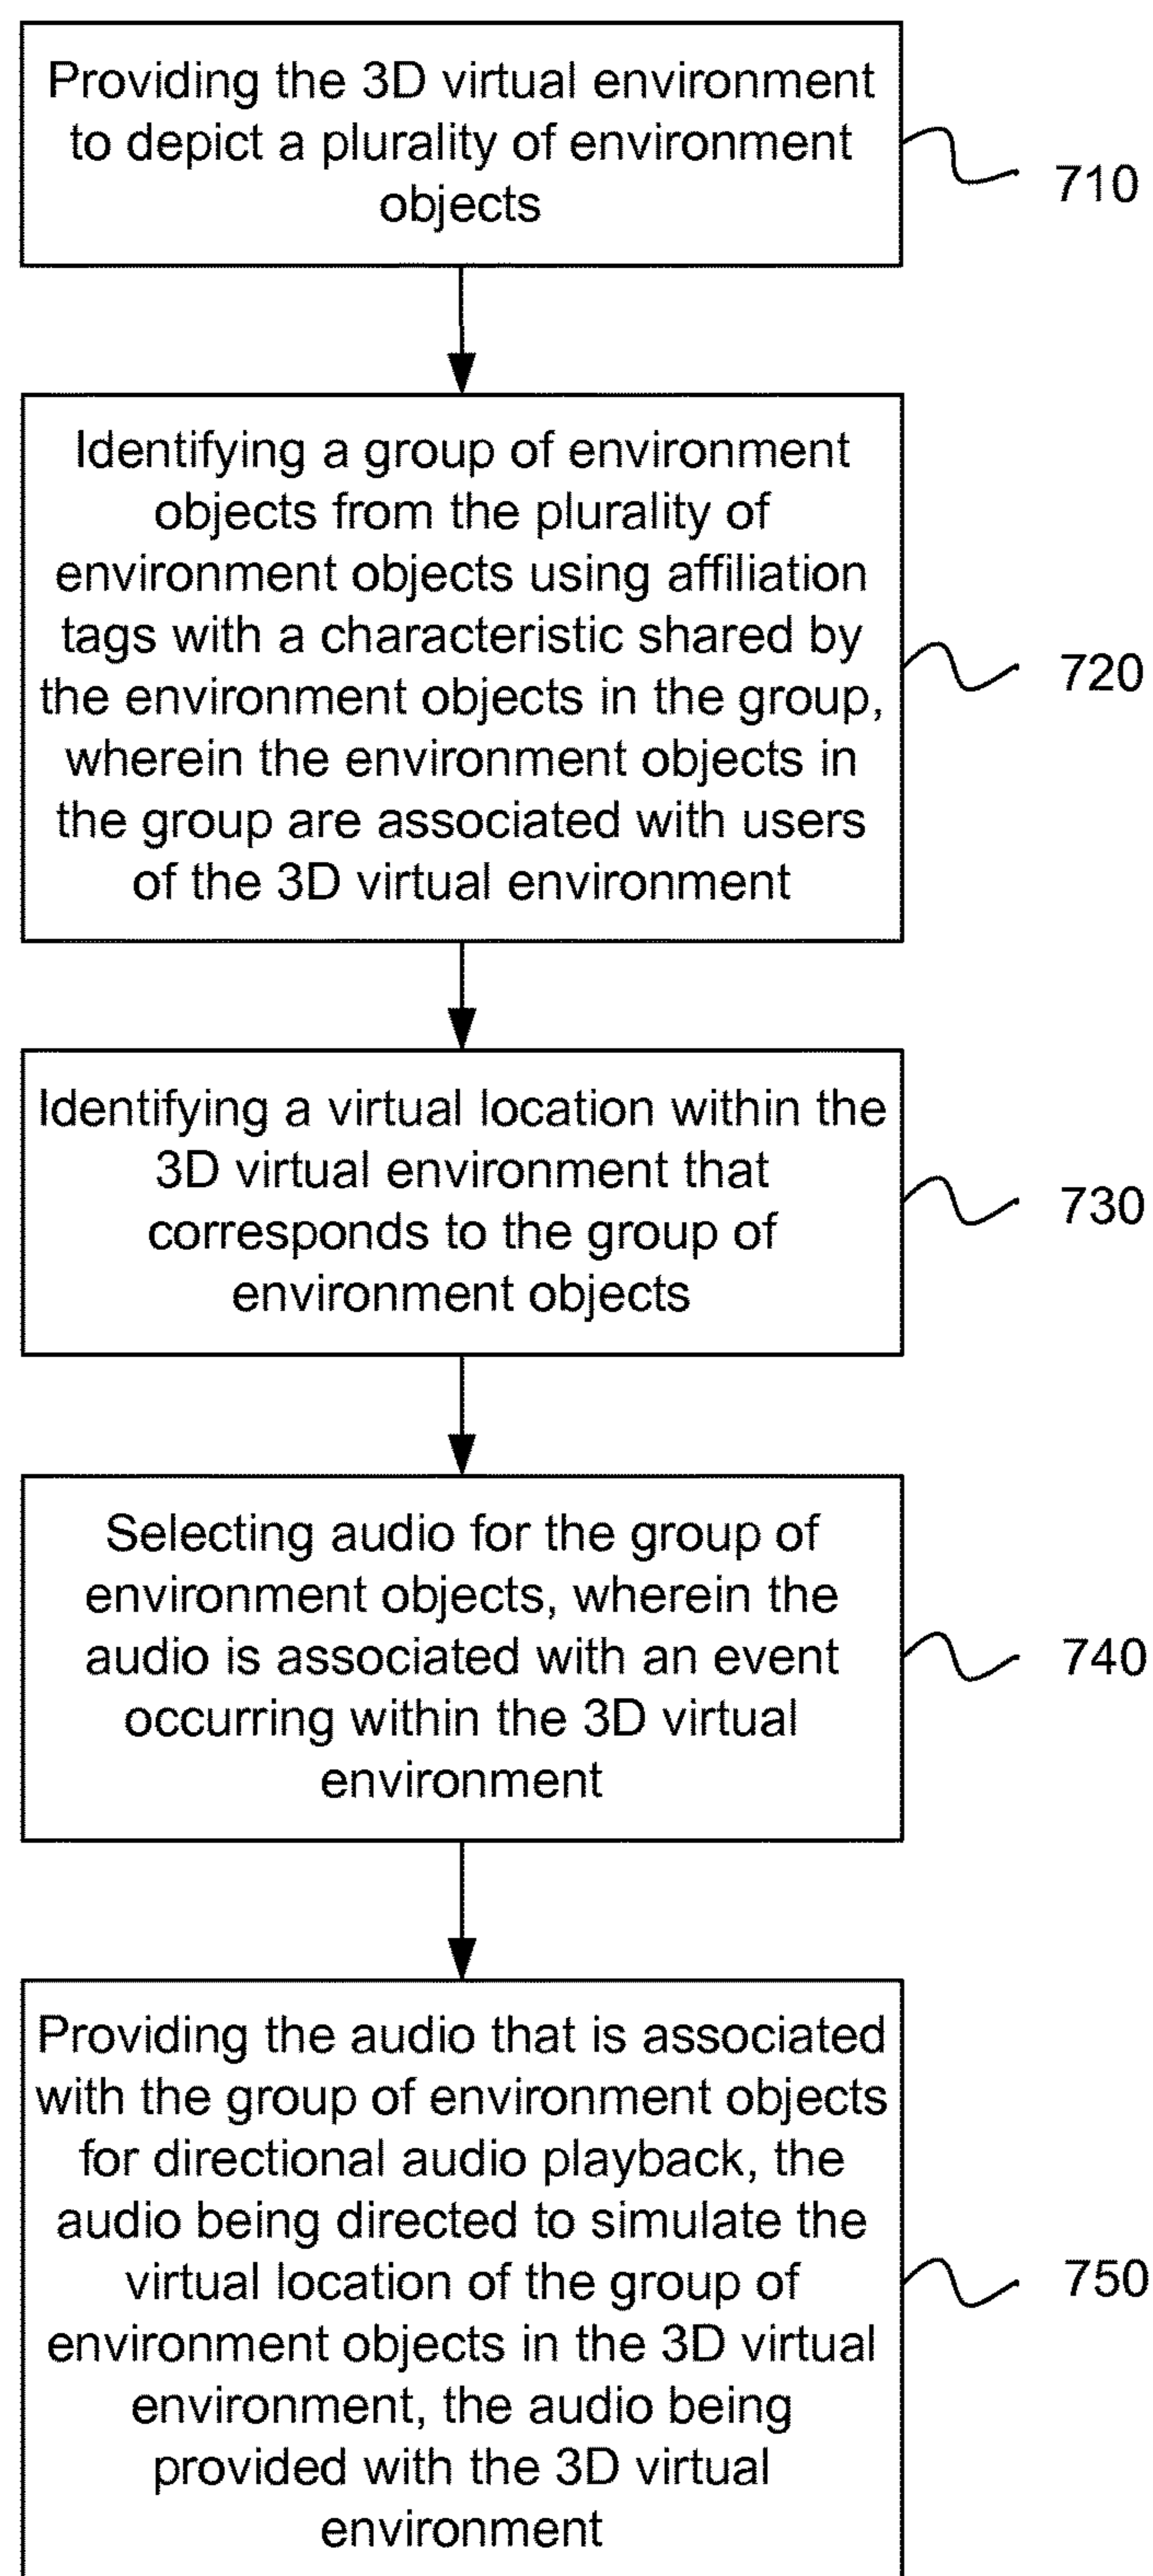 Providing the 3D virtual environment
to depict a plurality of environment
objects
710
Identifying a group of environment
objects from the plurality of
environment objects using affiliation
tags with a characteristic shared by
the environment objects in the group,
wherein the environment objects in
the group are associated with users
of the 3D virtual environment
720
Identifying a virtual location within the
3D virtual environment that
corresponds to the group of
environment objects
730
Selecting audio for the group of
environment objects, wherein the
audio is associated with an event
occurring within the 3D virtual
environment
740
Providing the audio that is associated
with the group of environment objects
for directional audio playback, the
audio being directed to simulate the
virtual location of the group of
environment objects in the 3D virtual
environment, the audio being
provided with the 3D virtual
environment
750